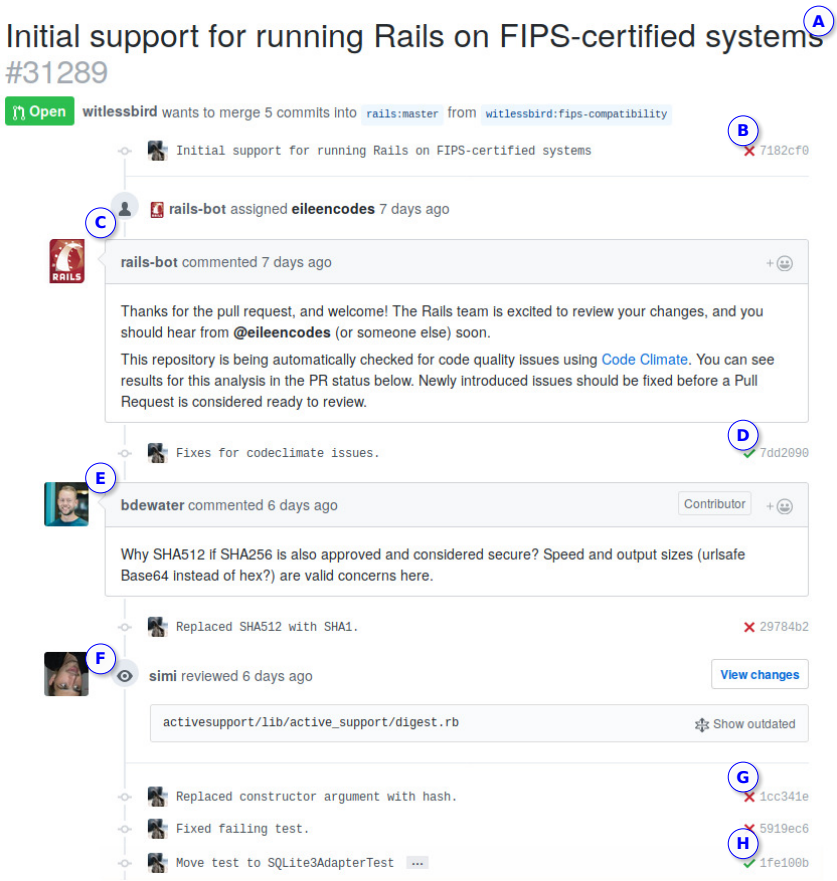 A
Initial support for running Rails on FIPS-certified systems
#31289
Open witlessbird wants to merge 5 commits into rails:master from witlessbird:fips-compatibility
B
Initial support for running Rails on FIPS-certified systems 7182cf0
rails-bot assigned eileencodes 7 days ago
C
RAILS
rails-bot commented 7 days ago +
Thanks for the pull request, and welcome! The Rails team is excited to review your changes, and you
should hear from @eileencodes (or someone else) soon.
This repository is being automatically checked for code quality issues using Code Climate. You can see
results for this analysis in the PR status below. Newly introduced issues should be fixed before a Pull
Request is considered ready to review.
D
Fixes for codeclimate issues. 7dd2090
E
bdewater commented 6 days ago Contributor +
Why SHA512 if SHA256 is also approved and considered secure? Speed and output sizes (urlsafe
Base64 instead of hex?) are valid concerns here.
Replaced SHA512 with SHA1. 29784b2
F
simi reviewed 6 days ago View changes
activesupport/lib/active_support/digest.rb Show outdated
G
Replaced constructor argument with hash. 1cc341e
Fixed failing test. 5919ec6
H
Move test to SQLite3AdapterTest ... 1fe100b